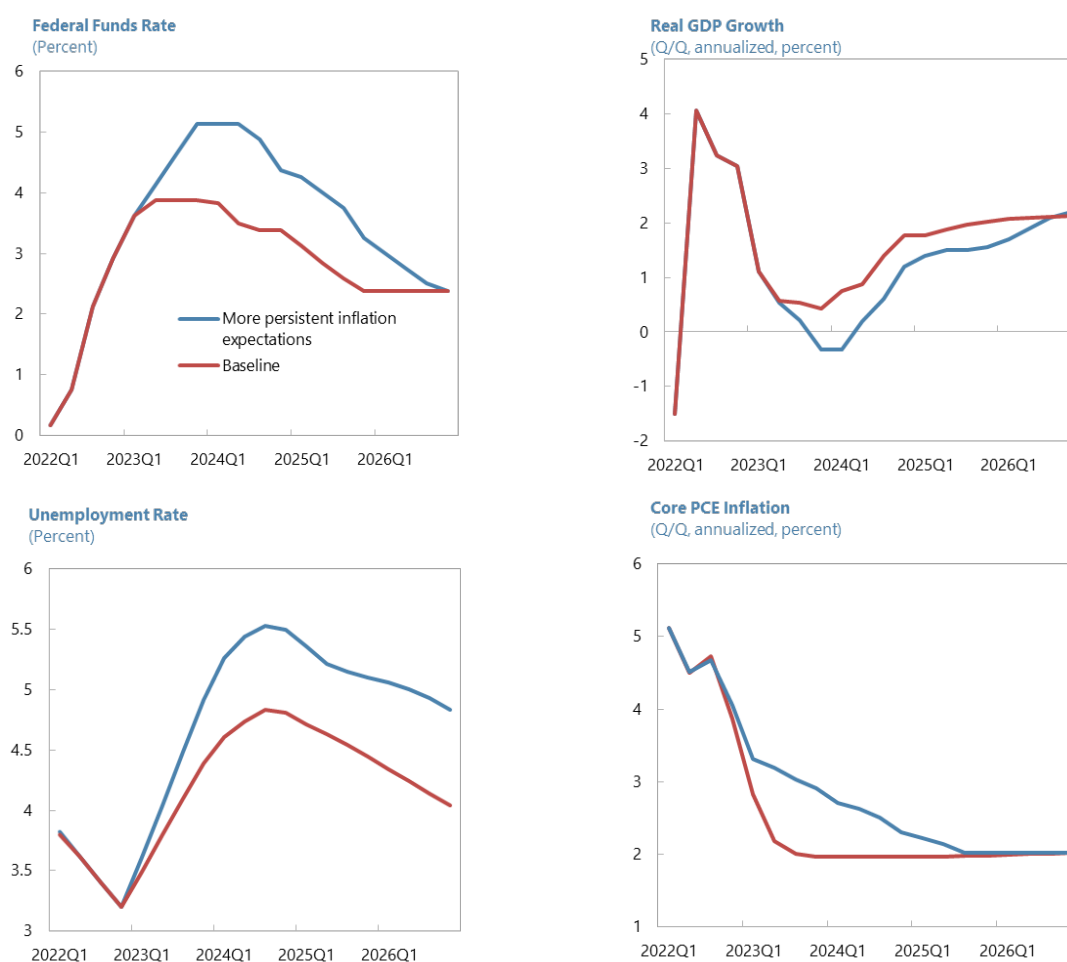 Federal Funds Rate
(Percent)
6
5
4
3
2
1
0
More persistent inflation
expectations
Baseline
2022Q1 2023Q1 2024Q1 2025Q1 2026Q1
Real GDP Growth
(Q/Q, annualized, percent)
5
4
3
2
1
0
-1
-2
2022Q1 2023Q1 2024Q1 2025Q1 2026Q1
Unemployment Rate
(Percent)
6
5.5
5
4.5
4
3.5
3
2022Q1 2023Q1 2024Q1 2025Q1 2026Q1
Core PCE Inflation
(Q/Q, annualized, percent)
6
5
4
3
2
1
2022Q1 2023Q1 2024Q1 2025Q1 2026Q1